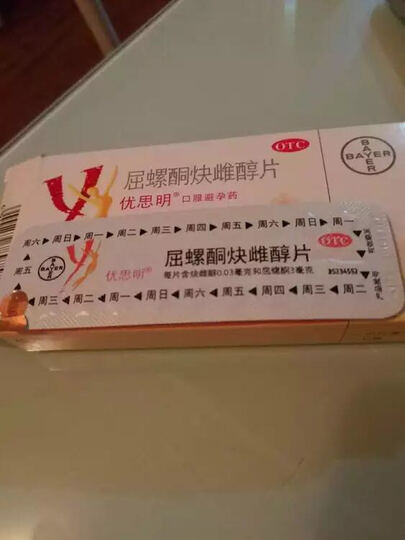 OTC
屈螺酮炔雌醇片
优思明® 口服避孕药
BAYER
BAYER
周六 ▶ 周日 ▶ 周一 ▶ 周二 ▶ 周三 ▶ 周四 ▶ 周五 ▶ 周六 ▶ 周日 ▶ 周一
周五
BAYER
优思明®
屈螺酮炔雌醇片
OTC
每片含炔雌醇0.03毫克和屈螺酮3毫克
◀ 周三 ◀ 周二 ◀ 周一 ◀ 周日 ◀ 周六 ◀ 周五 ◀ 周四 ◀ 周三 ◀ 周二